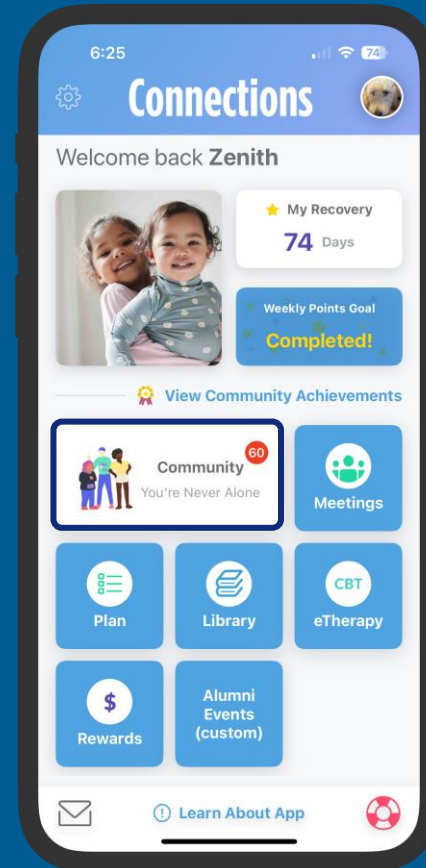 6:25
74
Connections
Welcome back Zenith
My Recovery
74 Days
Weekly Points Goal
Completed!
View Community Achievements
Community
60
You're Never Alone
Meetings
Plan
Library
CBT
eTherapy
$
Rewards
Alumni
Events
(custom)
Learn About App